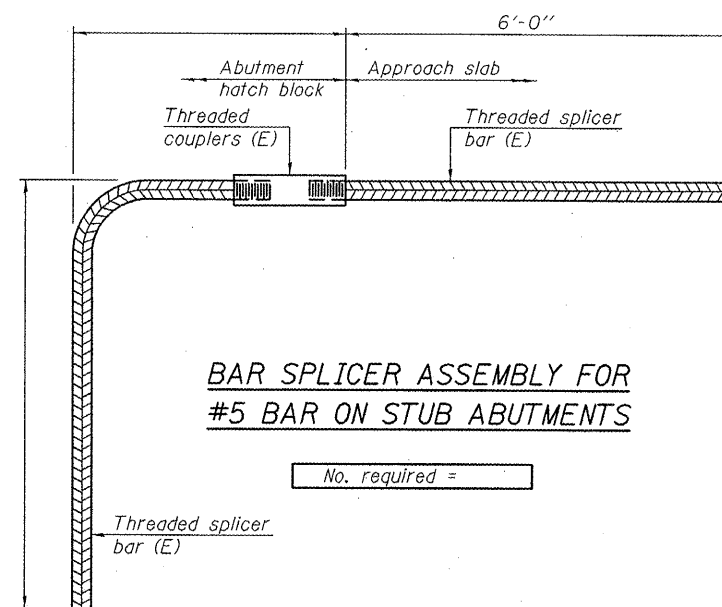 6'-0"
Abutment
hatch block
Approach slab
Threaded
couplers (E)
Threaded splicer
bar (E)
BAR SPLICER ASSEMBLY FOR
#5 BAR ON STUB ABUTMENTS
No. required =
Threaded splicer
bar (E)